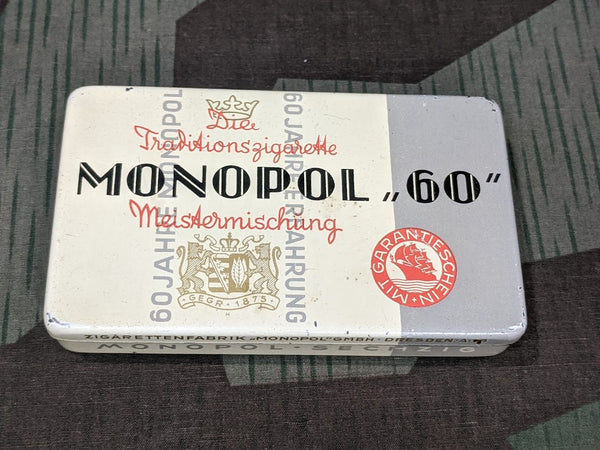 Die
Traditionszigarette
MONOPOL „60“
Meistermischung
60 JAHRE MONOPOL
60 JAHRE ERFAHRUNG
GEGR · 1875
MIT GARANTIESCHEIN
ZIGARETTENFABRIK „MONOPOL“ GMBH · DRESDEN-A.
MONOPOL · SECHZIG